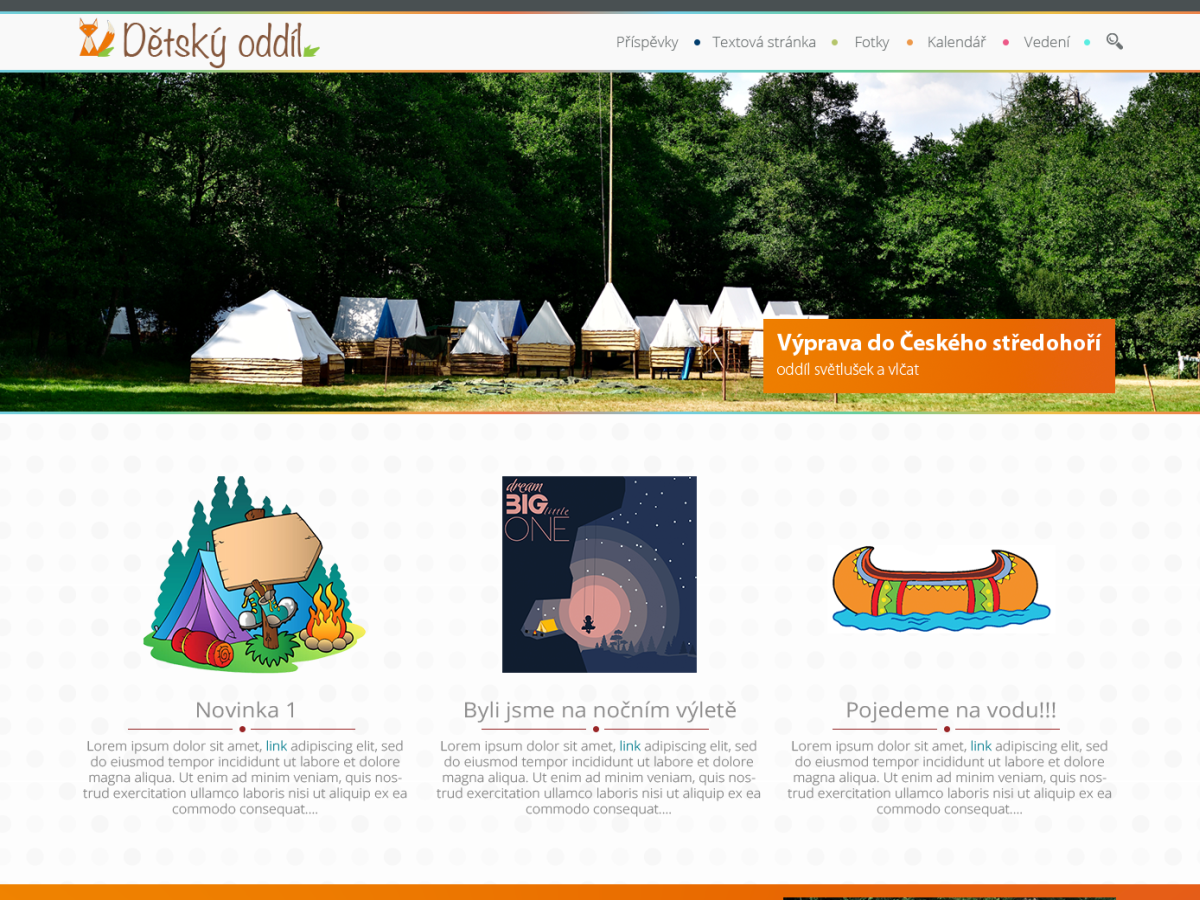 Dětský oddíl
Příspěvky
Textová stránka
Fotky
Kalendář
Vedení
Výprava do Českého středohoří
oddíl světlušek a vlčat
dream
BIG
little
ONE
Novinka 1
Lorem ipsum dolor sit amet, link adipiscing elit, sed
do eiusmod tempor incididunt ut labore et dolore
magna aliqua. Ut enim ad minim veniam, quis nos-
trud exercitation ullamco laboris nisi ut aliquip ex ea
commodo consequat....
Byli jsme na nočním výletě
Lorem ipsum dolor sit amet, link adipiscing elit, sed
do eiusmod tempor incididunt ut labore et dolore
magna aliqua. Ut enim ad minim veniam, quis nos-
trud exercitation ullamco laboris nisi ut aliquip ex ea
commodo consequat....
Pojedeme na vodu!!!
Lorem ipsum dolor sit amet, link adipiscing elit, sed
do eiusmod tempor incididunt ut labore et dolore
magna aliqua. Ut enim ad minim veniam, quis nos-
trud exercitation ullamco laboris nisi ut aliquip ex ea
commodo consequat....